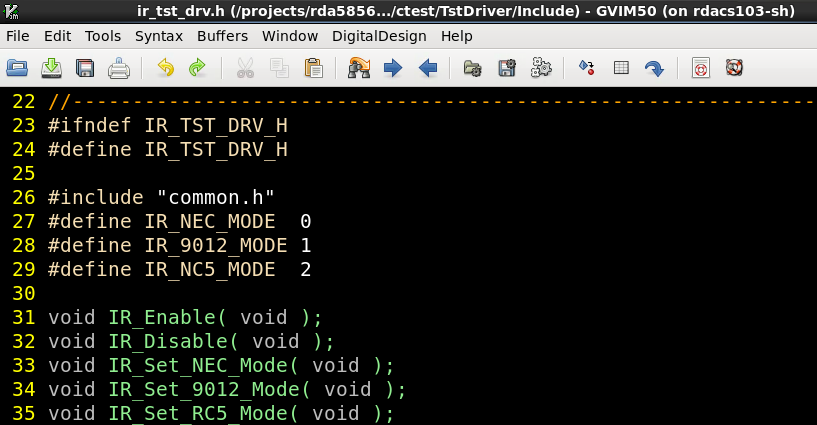 ir_tst_drv.h (/projects/rda5856.../ctest/TstDriver/Include) - GVIM50 (on rdacs103-sh)
File Edit Tools Syntax Buffers Window DigitalDesign Help
22 //--------------------------------------------------------------
23 #ifndef IR_TST_DRV_H
24 #define IR_TST_DRV_H
25
26 #include "common.h"
27 #define IR_NEC_MODE  0
28 #define IR_9012_MODE 1
29 #define IR_NC5_MODE  2
30
31 void IR_Enable( void );
32 void IR_Disable( void );
33 void IR_Set_NEC_Mode( void );
34 void IR_Set_9012_Mode( void );
35 void IR_Set_RC5_Mode( void );